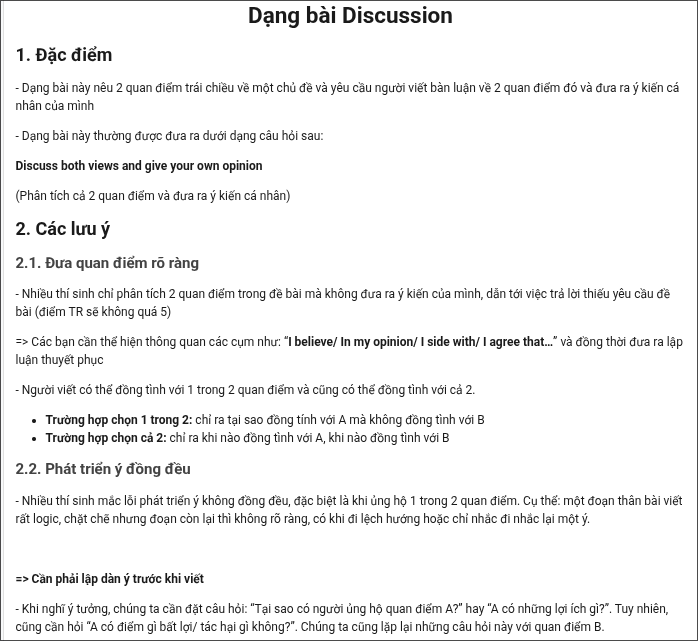 Dạng bài Discussion
1. Đặc điểm
- Dạng bài này nêu 2 quan điểm trái chiều về một chủ đề và yêu cầu người viết bàn luận về 2 quan điểm đó và đưa ra ý kiến cá
nhân của mình
- Dạng bài này thường được đưa ra dưới dạng câu hỏi sau:
Discuss both views and give your own opinion
(Phân tích cả 2 quan điểm và đưa ra ý kiến cá nhân)
2. Các lưu ý
2.1. Đưa quan điểm rõ ràng
- Nhiều thí sinh chỉ phân tích 2 quan điểm trong đề bài mà không đưa ra ý kiến của mình, dẫn tới việc trả lời thiếu yêu cầu đề
bài (điểm TR sẽ không quá 5)
=> Các bạn cần thể hiện thông quan các cụm như: “I believe/ In my opinion/ I side with/ I agree that…” và đồng thời đưa ra lập
luận thuyết phục
- Người viết có thể đồng tình với 1 trong 2 quan điểm và cũng có thể đồng tình với cả 2.
• Trường hợp chọn 1 trong 2: chỉ ra tại sao đồng tính với A mà không đồng tình với B
• Trường hợp chọn cả 2: chỉ ra khi nào đồng tình với A, khi nào đồng tình với B
2.2. Phát triển ý đồng đều
- Nhiều thí sinh mắc lỗi phát triển ý không đồng đều, đặc biệt là khi ủng hộ 1 trong 2 quan điểm. Cụ thể: một đoạn thân bài viết
rất logic, chặt chẽ nhưng đoạn còn lại thì không rõ ràng, có khi đi lệch hướng hoặc chỉ nhắc đi nhắc lại một ý.
=> Cần phải lập dàn ý trước khi viết
- Khi nghĩ ý tưởng, chúng ta cần đặt câu hỏi: “Tại sao có người ủng hộ quan điểm A?” hay “A có những lợi ích gì?”. Tuy nhiên,
cũng cần hỏi “A có điểm gì bất lợi/ tác hại gì không?”. Chúng ta cũng lặp lại những câu hỏi này với quan điểm B.